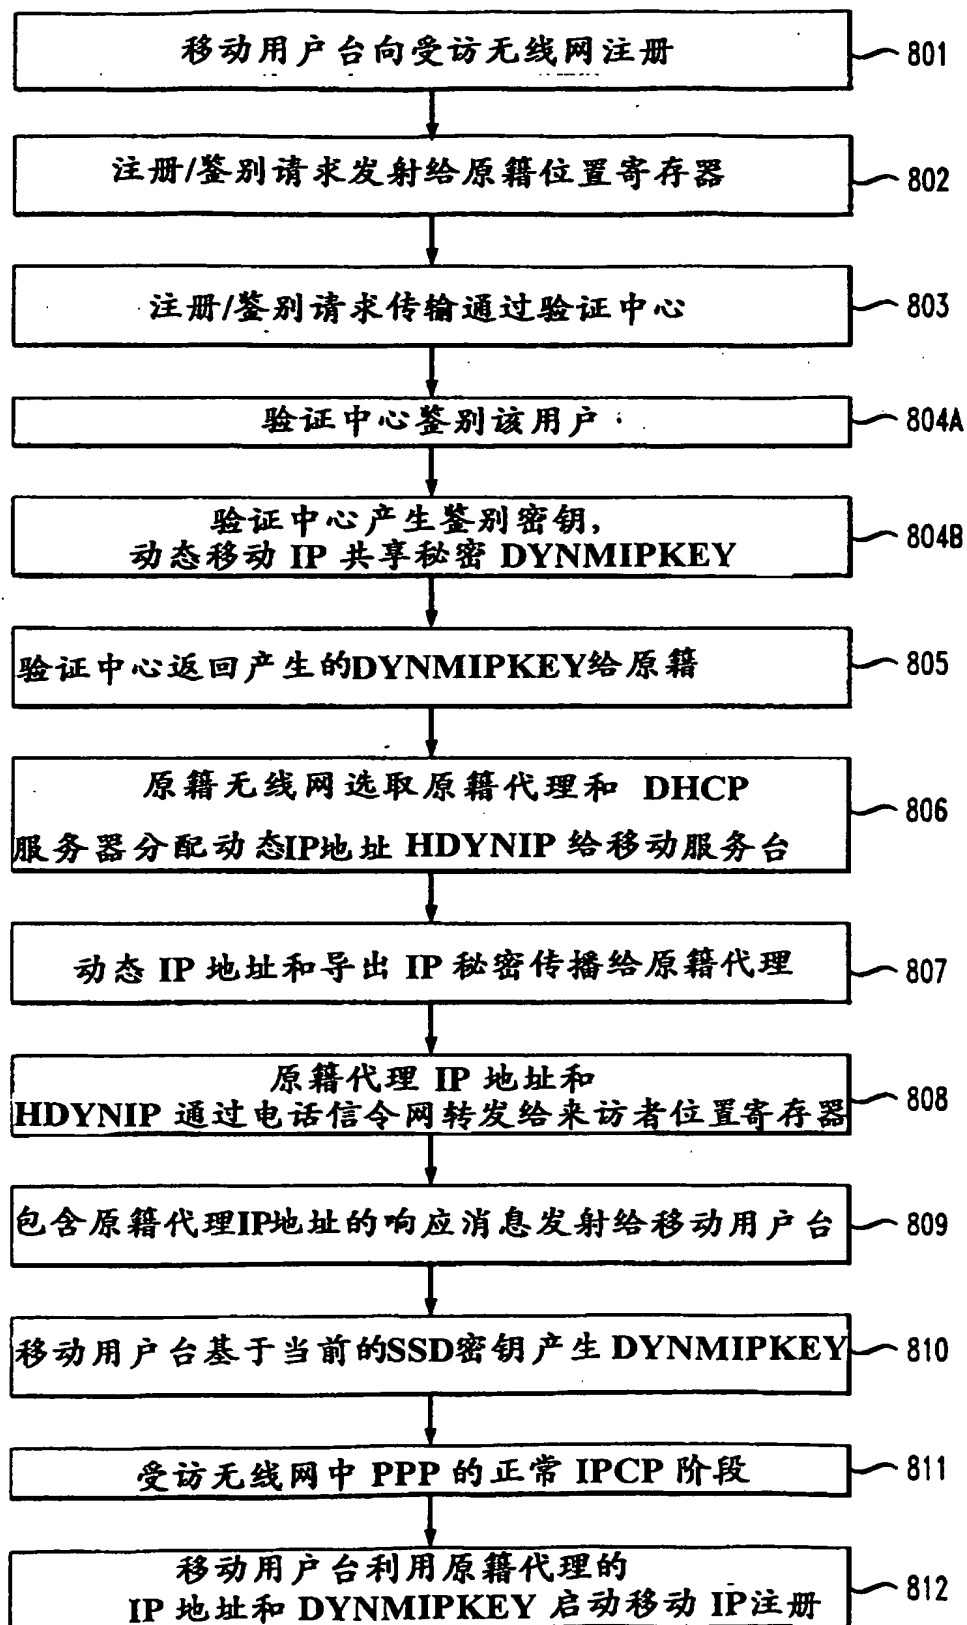 移动用户台向受访无线网注册
801
注册/鉴别请求发射给原籍位置寄存器
802
注册/鉴别请求传输通过验证中心
803
验证中心鉴别该用户
804A
验证中心产生鉴别密钥,
动态移动 IP 共享秘密 DYNMIPKEY
804B
验证中心返回产生的DYNMIPKEY给原籍
805
原籍无线网选取原籍代理和 DHCP
服务器分配动态IP地址 HDYNIP 给移动服务台
806
动态 IP 地址和导出 IP 秘密传播给原籍代理
807
原籍代理 IP 地址和
HDYNIP 通过电话信令网转发给来访者位置寄存器
808
包含原籍代理IP地址的响应消息发射给移动用户台
809
移动用户台基于当前的SSD密钥产生 DYNMIPKEY
810
受访无线网中 PPP 的正常 IPCP 阶段
811
移动用户台利用原籍代理的
IP 地址和 DYNMIPKEY 启动移动 IP注册
812